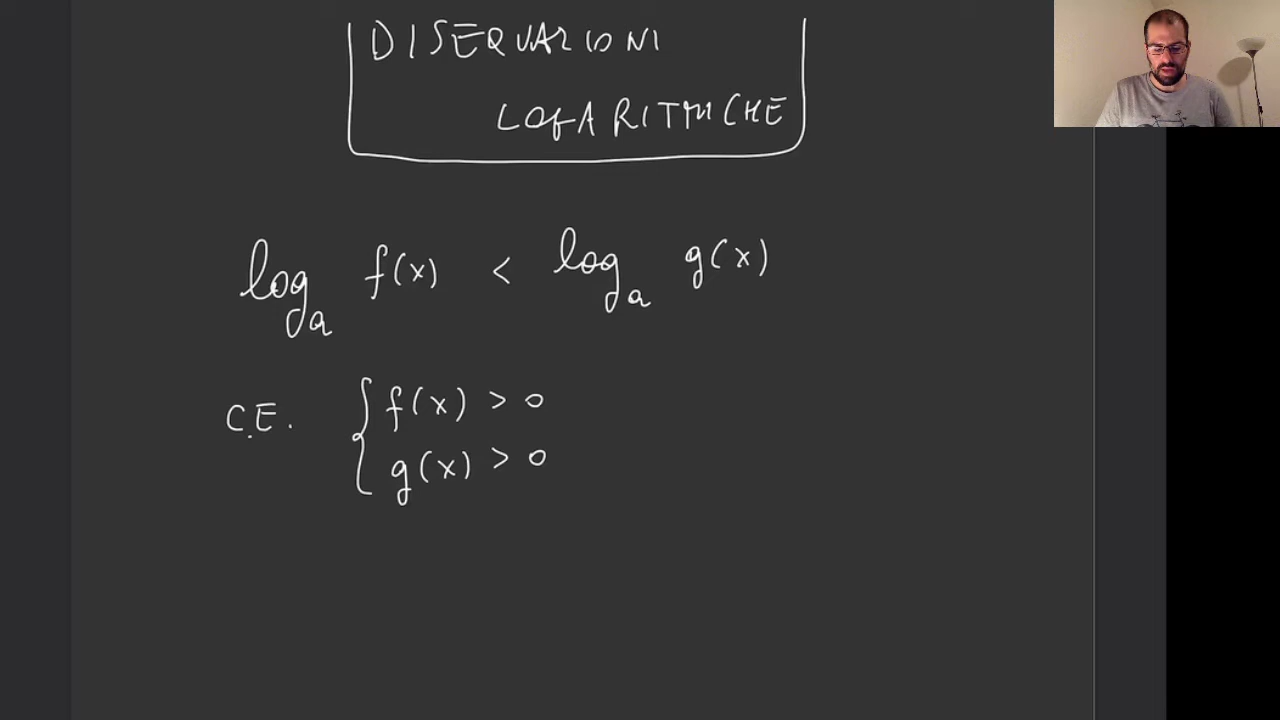 DISEQUAZIONI
LOGARITMICHE
log_a f(x) < log_a g(x)
C.E. { f(x) > 0
g(x) > 0